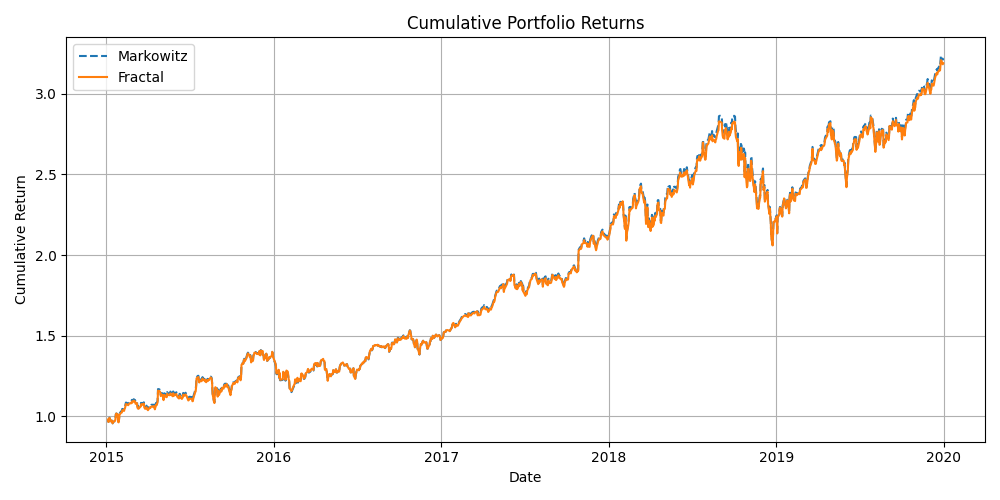 Cumulative Portfolio Returns
Markowitz
Fractal
Cumulative Return
3.0
2.5
2.0
1.5
1.0
2015 2016 2017 2018 2019 2020
Date